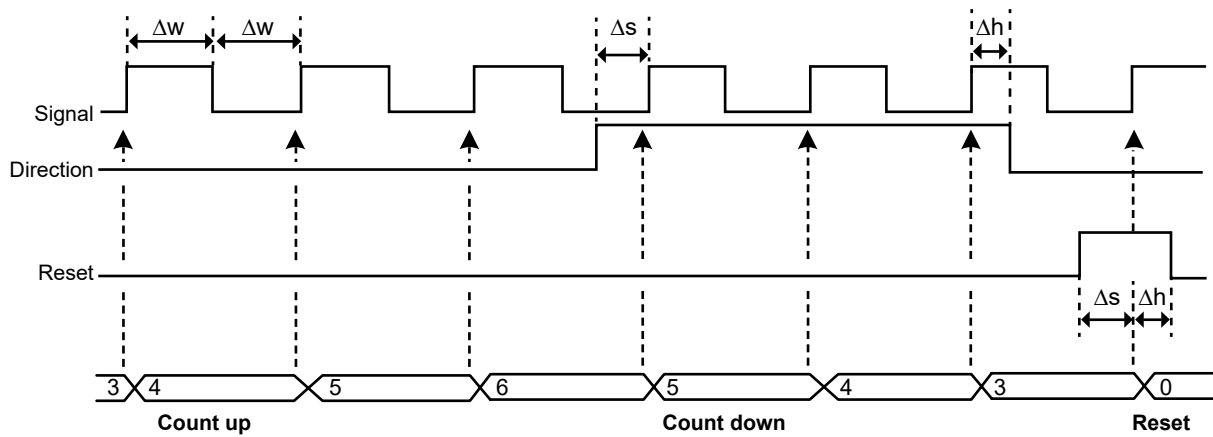 Δw Δw Δs Δh
Signal
Direction
Reset
Δs Δh
3 4 5 6 5 4 3 0
Count up Count down Reset